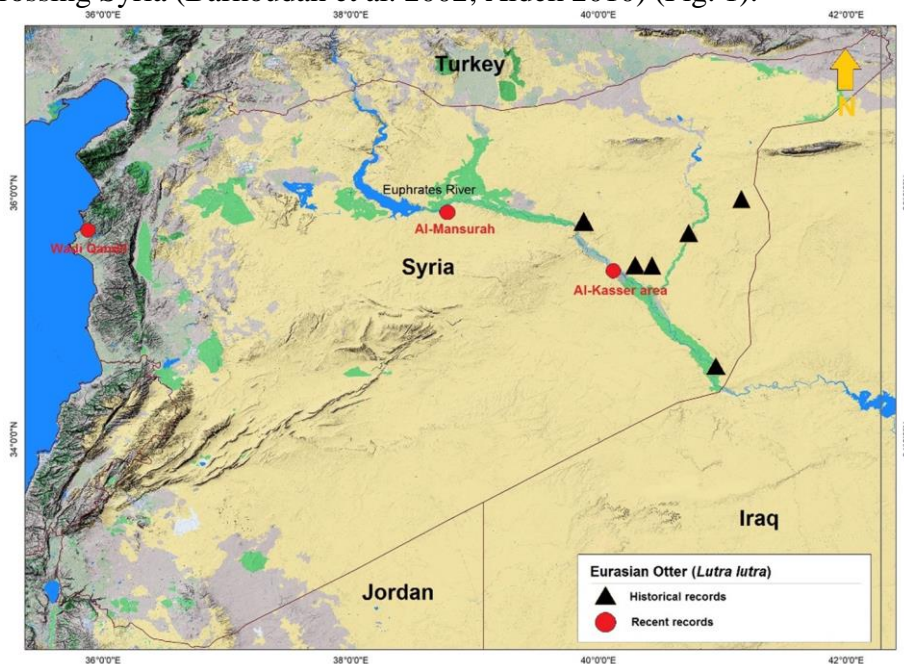 crossing Syria et al. 2002, 2010) (Fig. 1).
36°0'0"E 38°0'0"E 40°0'0"E 42°0'0"E
Turkey
N
36°0'0"N
Euphrates River
Al-Mansurah
Wadi Qandil
Syria
Al-Kasser area
34°0'0"N
Iraq
Jordan
Eurasian Otter (Lutra lutra)
Historical records
Recent records
36°0'0"E 38°0'0"E 40°0'0"E 42°0'0"E